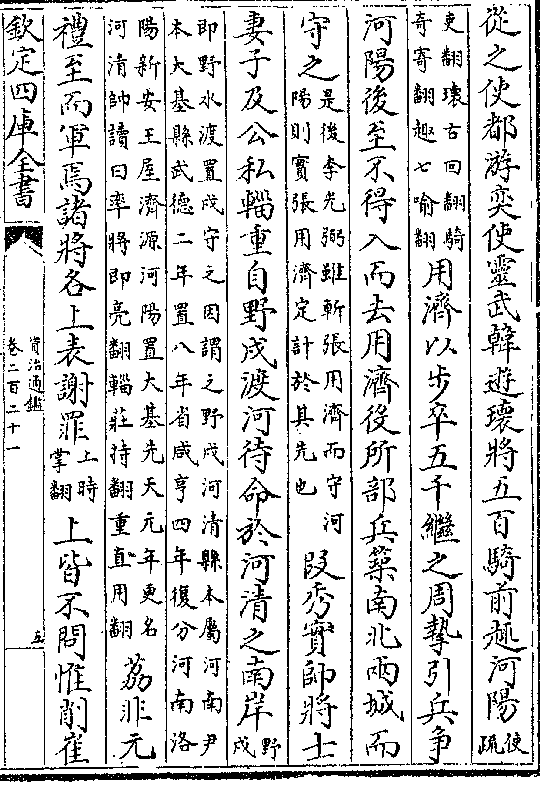 從之使都游奕使靈武韓遊瓌將五百騎前趣河陽使疏
吏翻瓌古回翻騎
奇寄翻趣七喻翻
用濟以步卒五千繼之周摯引兵争
河陽後至不得入而去用濟役所部兵築南北兩城而
守之
是後李光弼雖斬張用濟而守河
陽則實張用濟定計於其先也
段秀實帥將士
妻子及公私輜重自野戍渡河待命於河清之南岸
野戍
即野水渡置戍守之因謂之野戍河清縣本屬河南尹
本大基縣武德二年置八年省咸亨四年復分河南洛
陽新安王屋濟源河陽置大基先天元年更名
河清帥讀曰率將即亮翻輜莊持翻重直用翻
荔非元
禮至而軍焉諸將各上表謝罪
上時
掌翻
上皆不問惟削崔
欽定四庫全書
資治通鑑
卷二百二十一
五